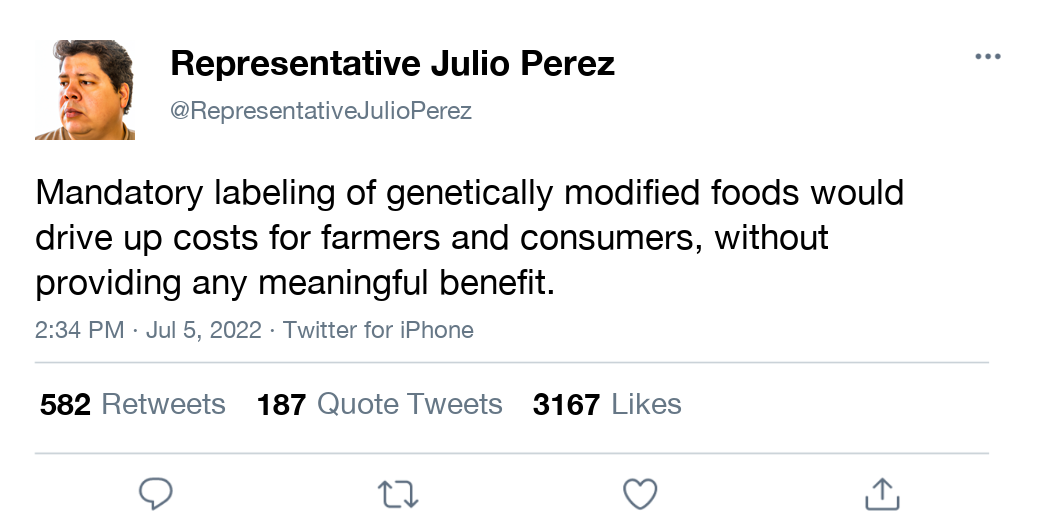 Representative Julio Perez
@RepresentativeJulioPerez
Mandatory labeling of genetically modified foods would
drive up costs for farmers and consumers, without
providing any meaningful benefit.
2:34 PM · Jul 5, 2022 · Twitter for iPhone
582 Retweets 187 Quote Tweets 3167 Likes